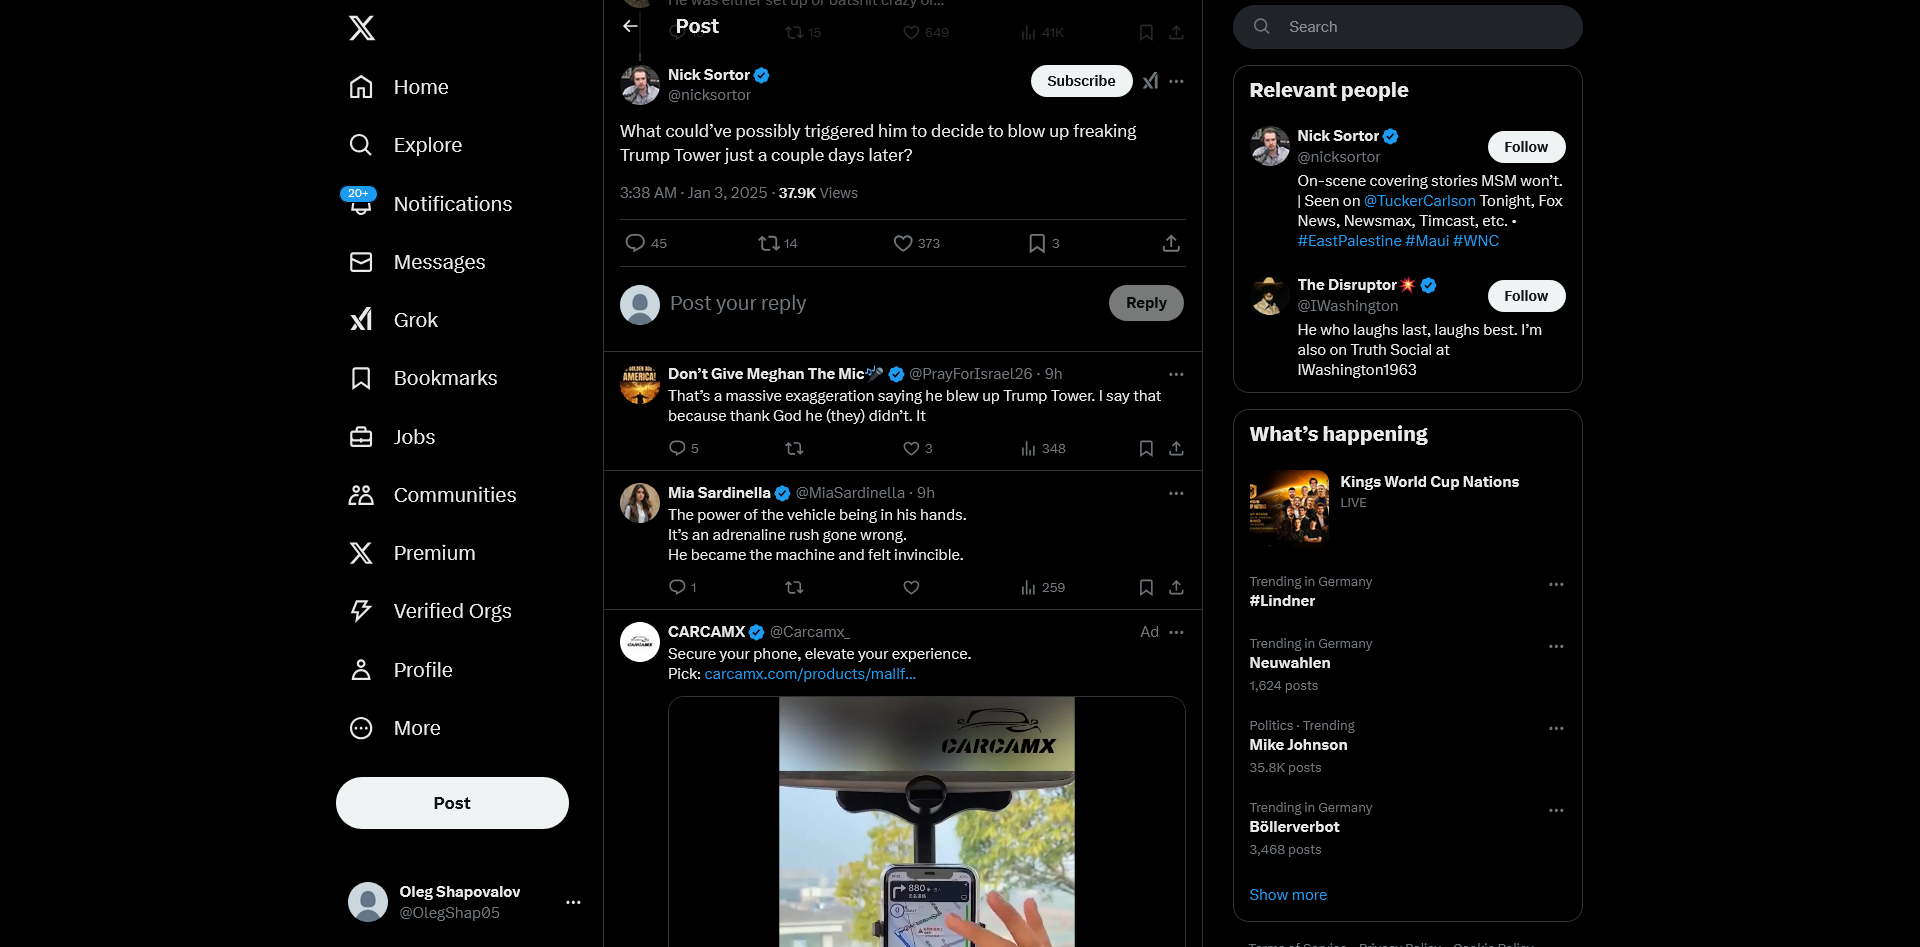 Home
Explore
20+
Notifications
Messages
Grok
Bookmarks
Jobs
Communities
Premium
Verified Orgs
Profile
More
Post
Oleg Shapovalov
@OlegShap05
He was either set up or batshit crazy or...
Post
15
649
41K
Nick Sortor
@nicksortor
Subscribe
What could’ve possibly triggered him to decide to blow up freaking
Trump Tower just a couple days later?
3:38 AM · Jan 3, 2025 · 37.9K Views
45
14
373
3
Post your reply
Reply
Don’t Give Meghan The Mic @PrayForIsrael26 · 9h
That’s a massive exaggeration saying he blew up Trump Tower. I say that
because thank God he (they) didn’t. It
5
3
348
Mia Sardinella @MiaSardinella · 9h
The power of the vehicle being in his hands.
It’s an adrenaline rush gone wrong.
He became the machine and felt invincible.
1
259
CARCAMX @Carcamx_
Ad
Secure your phone, elevate your experience.
Pick: carcamx.com/products/mallf...
CARCAMX
880
Search
Relevant people
Nick Sortor
@nicksortor
Follow
On-scene covering stories MSM won’t.
| Seen on @TuckerCarlson Tonight, Fox
News, Newsmax, Timcast, etc. •
#EastPalestine #Maui #WNC
The Disruptor
@IWashington
Follow
He who laughs last, laughs best. I’m
also on Truth Social at
IWashington1963
What’s happening
Kings World Cup Nations
LIVE
Trending in Germany
#Lindner
Trending in Germany
Neuwahlen
1,624 posts
Politics · Trending
Mike Johnson
35.8K posts
Trending in Germany
Böllerverbot
3,468 posts
Show more
Terms of Service Privacy Policy Cookie Policy